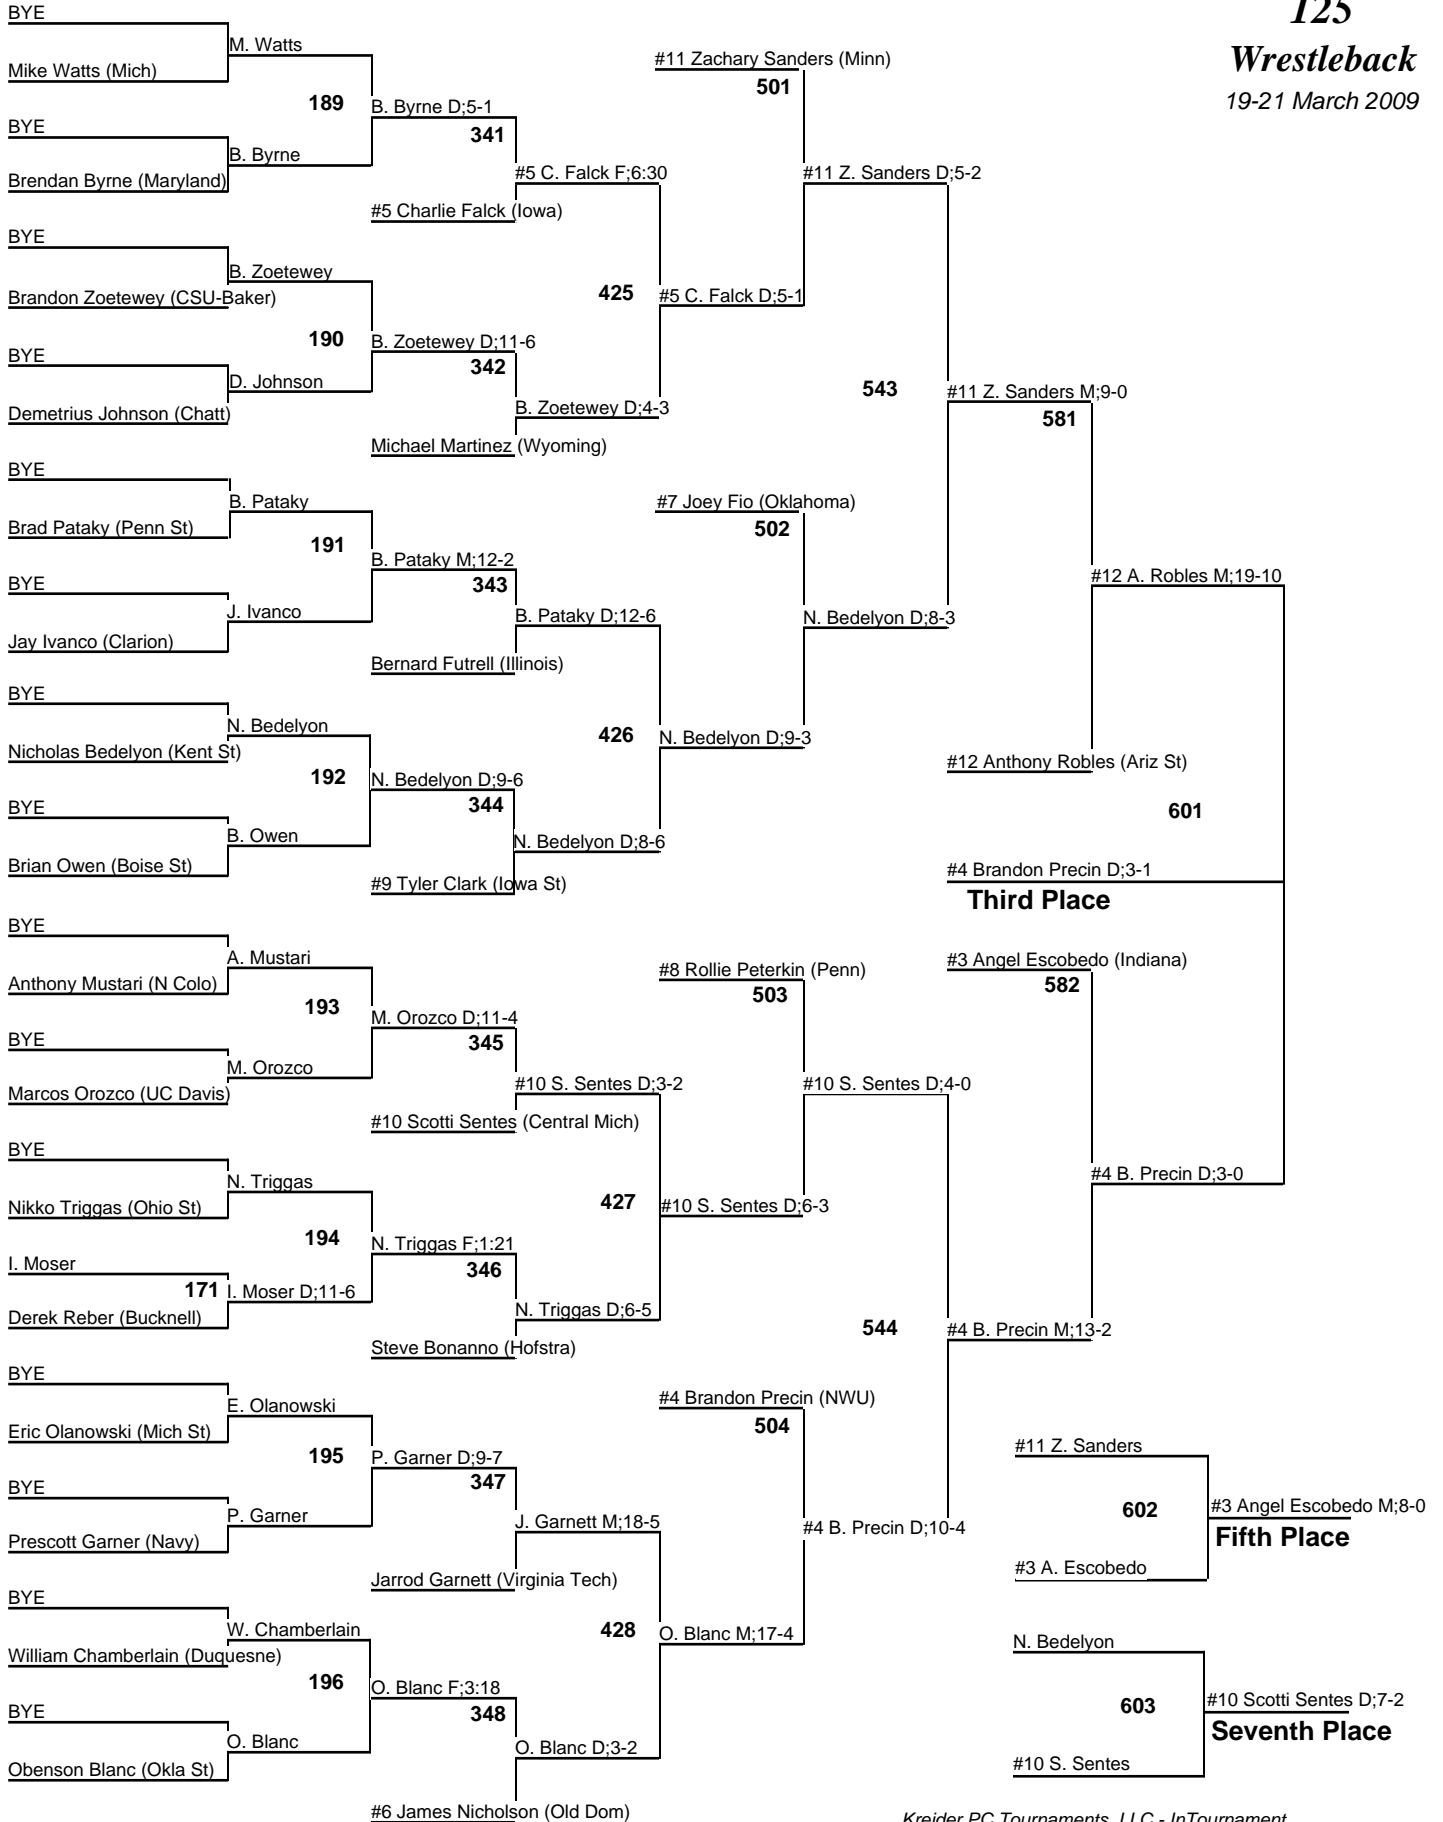 125
Wrestleback
19-21 March 2009
BYE
M. Watts
Mike Watts (Mich)
189
B. Byrne D;5-1
BYE
341
B. Byrne
Brendan Byrne (Maryland)
#5 C. Falck F;6:30
#5 Charlie Falck (Iowa)
BYE
B. Zoetewey
Brandon Zoetewey (CSU-Baker)
190
B. Zoetewey D;11-6
BYE
342
D. Johnson
Demetrius Johnson (Chatt)
B. Zoetewey D;4-3
Michael Martinez (Wyoming)
425
#5 C. Falck D;5-1
#11 Zachary Sanders (Minn)
501
#11 Z. Sanders D;5-2
BYE
B. Pataky
Brad Pataky (Penn St)
191
B. Pataky M;12-2
BYE
343
J. Ivanco
Jay Ivanco (Clarion)
B. Pataky D;12-6
Bernard Futrell (Illinois)
BYE
N. Bedelyon
Nicholas Bedelyon (Kent St)
192
N. Bedelyon D;9-6
BYE
344
B. Owen
Brian Owen (Boise St)
N. Bedelyon D;8-6
#9 Tyler Clark (Iowa St)
426
N. Bedelyon D;9-3
#7 Joey Fio (Oklahoma)
502
N. Bedelyon D;8-3
543
#11 Z. Sanders M;9-0
581
#12 A. Robles M;19-10
#12 Anthony Robles (Ariz St)
601
#4 Brandon Precin D;3-1
Third Place
BYE
A. Mustari
Anthony Mustari (N Colo)
193
M. Orozco D;11-4
BYE
345
M. Orozco
Marcos Orozco (UC Davis)
#10 S. Sentes D;3-2
#10 Scotti Sentes (Central Mich)
BYE
N. Triggas
Nikko Triggas (Ohio St)
194
N. Triggas F;1:21
I. Moser
346
171
I. Moser D;11-6
Derek Reber (Bucknell)
N. Triggas D;6-5
Steve Bonanno (Hofstra)
427
#10 S. Sentes D;6-3
#8 Rollie Peterkin (Penn)
503
#10 S. Sentes D;4-0
BYE
E. Olanowski
Eric Olanowski (Mich St)
195
P. Garner D;9-7
BYE
347
P. Garner
Prescott Garner (Navy)
J. Garnett M;18-5
Jarrod Garnett (Virginia Tech)
BYE
W. Chamberlain
William Chamberlain (Duquesne)
196
O. Blanc F;3:18
BYE
348
O. Blanc
Obenson Blanc (Okla St)
O. Blanc D;3-2
#6 James Nicholson (Old Dom)
428
O. Blanc M;17-4
#4 Brandon Precin (NWU)
504
#4 B. Precin D;10-4
544
#4 B. Precin M;13-2
#3 Angel Escobedo (Indiana)
582
#4 B. Precin D;3-0
#11 Z. Sanders
602
#3 Angel Escobedo M;8-0
Fifth Place
#3 A. Escobedo
N. Bedelyon
603
#10 Scotti Sentes D;7-2
Seventh Place
#10 S. Sentes
Kreider PC Tournaments, LLC - InTournament